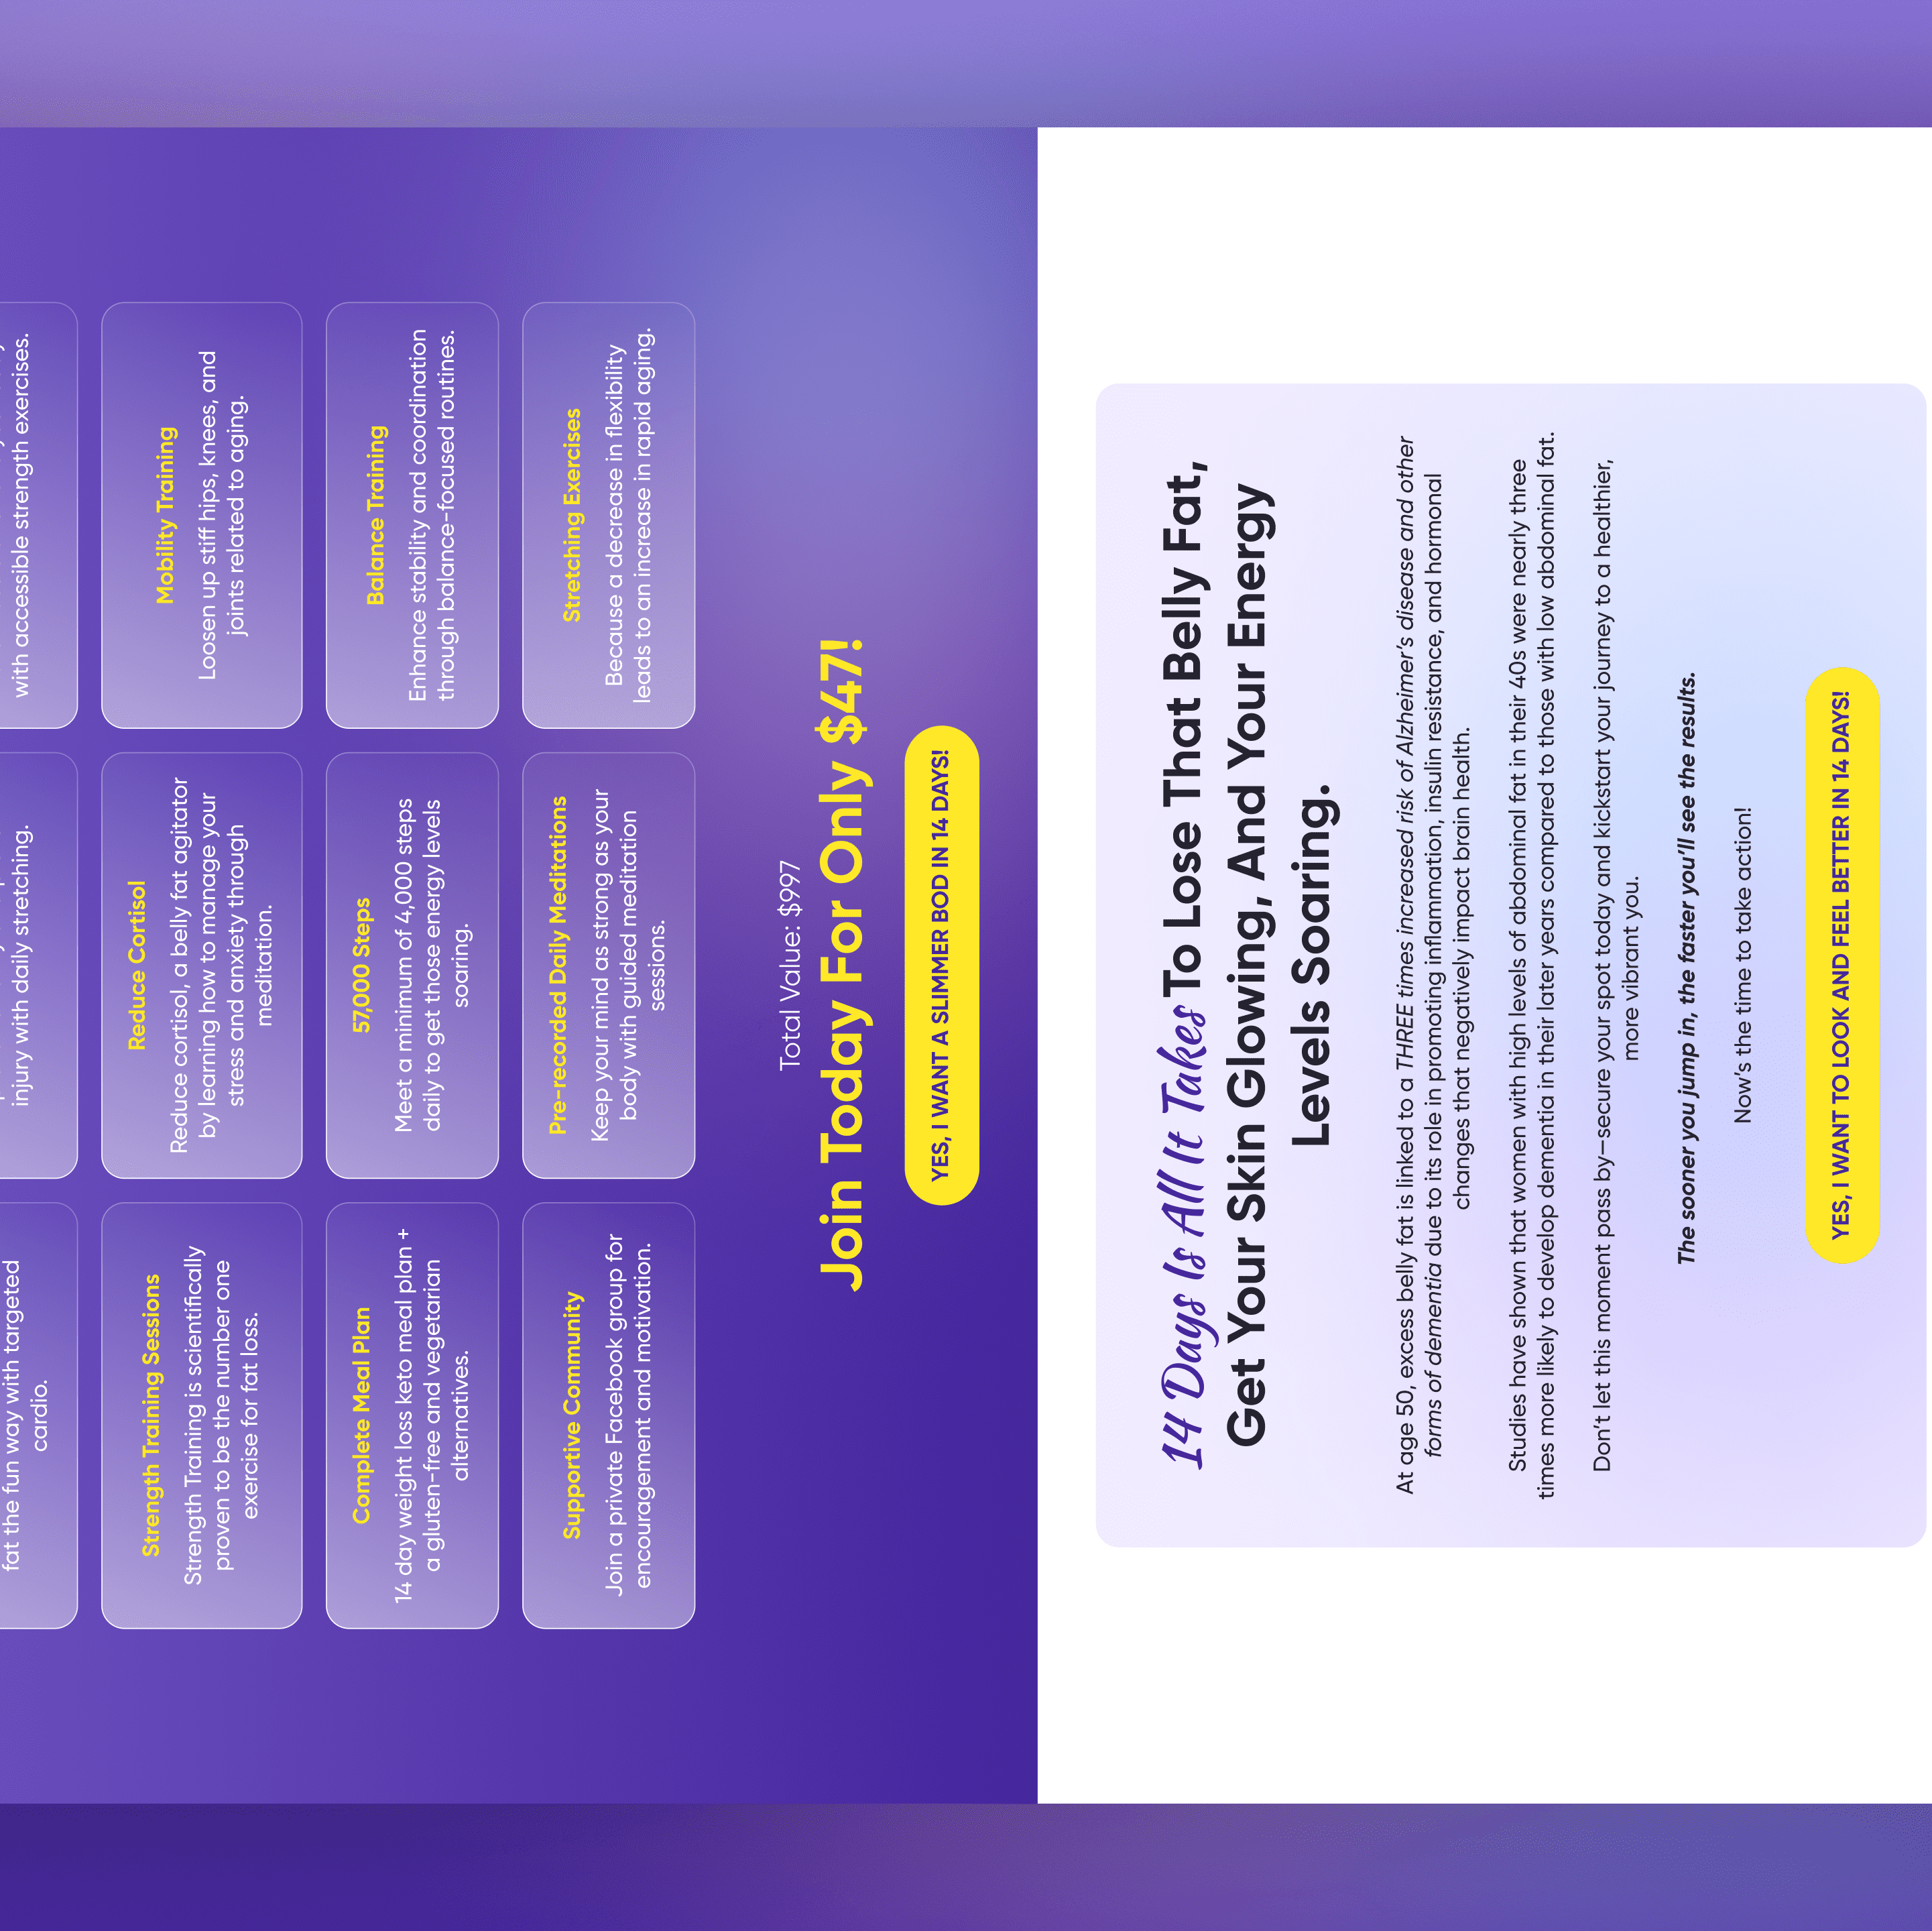 fat the fun way with targeted
cardio.
injury with daily stretching.
with accessible strength exercises.
Strength Training Sessions
Strength Training is scientifically
proven to be the number one
exercise for fat loss.
Reduce Cortisol
Reduce cortisol, a belly fat agitator
by learning how to manage your
stress and anxiety through
meditation.
Mobility Training
Loosen up stiff hips, knees, and
joints related to aging.
Complete Meal Plan
14 day weight loss keto meal plan +
a gluten-free and vegetarian
alternatives.
57,000 Steps
Meet a minimum of 4,000 steps
daily to get those energy levels
soaring.
Balance Training
Enhance stability and coordination
through balance-focused routines.
Supportive Community
Join a private Facebook group for
encouragement and motivation.
Pre-recorded Daily Meditations
Keep your mind as strong as your
body with guided meditation
sessions.
Stretching Exercises
Because a decrease in flexibility
leads to an increase in rapid aging.
Total Value: $997
Join Today For Only $47!
YES, I WANT A SLIMMER BOD IN 14 DAYS!
14 Days Is All It Takes To Lose That Belly Fat,
Get Your Skin Glowing, And Your Energy
Levels Soaring.
At age 50, excess belly fat is linked to a THREE times increased risk of Alzheimer's disease and other
forms of dementia due to its role in promoting inflammation, insulin resistance, and hormonal
changes that negatively impact brain health.
Studies have shown that women with high levels of abdominal fat in their 40s were nearly three
times more likely to develop dementia in their later years compared to those with low abdominal fat.
Don't let this moment pass by—secure your spot today and kickstart your journey to a healthier,
more vibrant you.
The sooner you jump in, the faster you'll see the results.
Now's the time to take action!
YES, I WANT TO LOOK AND FEEL BETTER IN 14 DAYS!